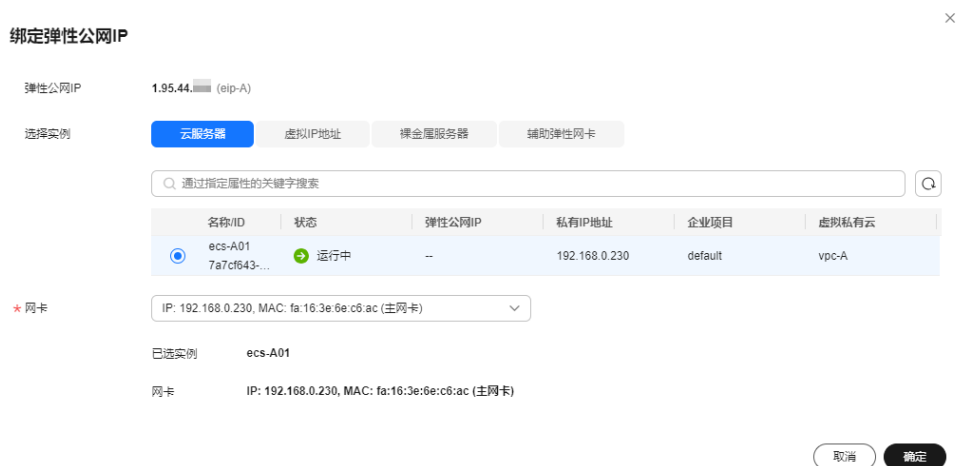 绑定弹性公网IP
弹性公网IP 1.95.44. (eip-A)
选择实例 云服务器 虚拟IP地址 裸金属服务器 辅助弹性网卡
通过指定属性的关键字搜索
名称/ID 状态 弹性公网IP 私有IP地址 企业项目 虚拟私有云
ecs-A01
7a7cf643-... 运行中 -- 192.168.0.230 default vpc-A
* 网卡 IP: 192.168.0.230, MAC: fa:16:3e:6e:c6:ac (主网卡)
已选实例 ecs-A01
网卡 IP: 192.168.0.230, MAC: fa:16:3e:6e:c6:ac (主网卡)
取消 确定